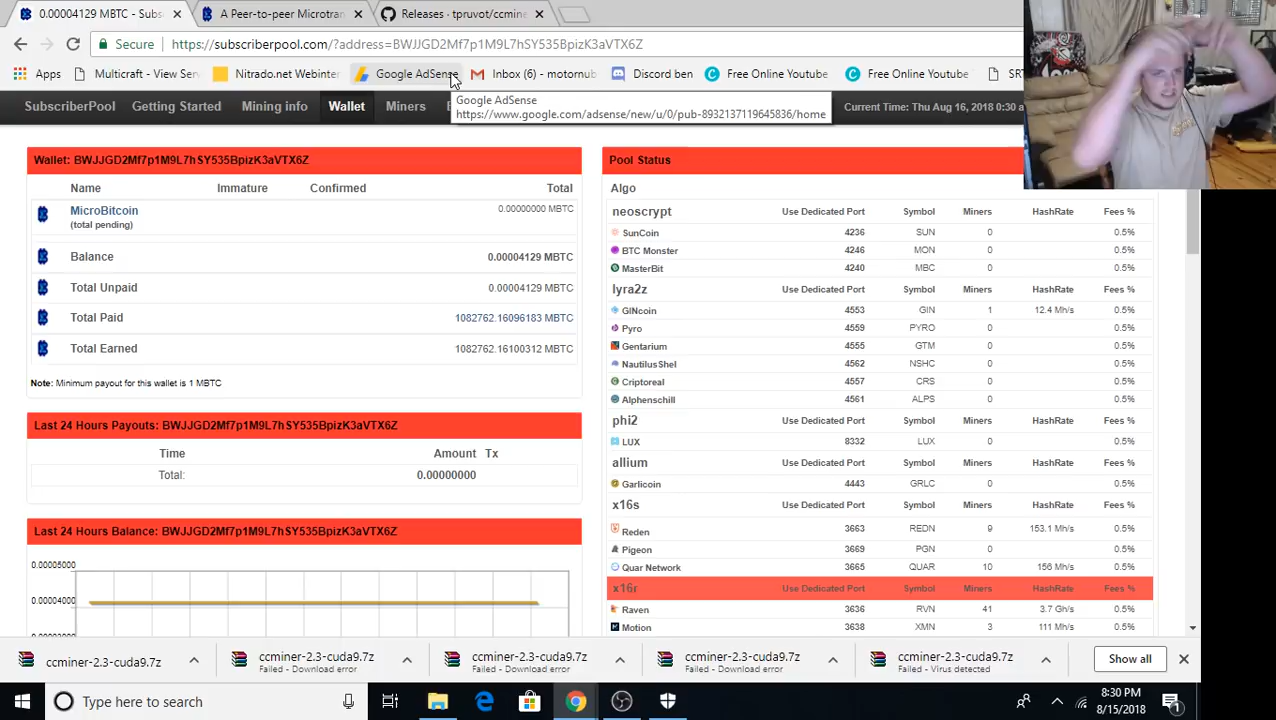 0.00004129 MBTC - Subs
A Peer-to-peer Microtran
Releases · tpruvot/ccmine
Secure
https://subscriberpool.com/?address=BWJJGD2Mf7p1M9L7hSY535BpizK3aVTX6Z
Apps
Multicraft - View Serv
Nitrado.net Webinter
Google AdSense
Inbox (6) - motornub
Discord ben
Free Online Youtube
Free Online Youtube
SRT
SubscriberPool
Getting Started
Mining info
Wallet
Miners
Google AdSense
https://www.google.com/adsense/new/u/0/pub-8932137119645836/home
Current Time: Thu Aug 16, 2018 0:30 a
Wallet: BWJJGD2Mf7p1M9L7hSY535BpizK3aVTX6Z
Name Immature Confirmed Total
MicroBitcoin 0.00000000 MBTC
(total pending)
Balance 0.00004129 MBTC
Total Unpaid 0.00004129 MBTC
Total Paid 1082762.16096183 MBTC
Total Earned 1082762.16100312 MBTC
Note: Minimum payout for this wallet is 1 MBTC
Last 24 Hours Payouts: BWJJGD2Mf7p1M9L7hSY535BpizK3aVTX6Z
Time Amount Tx
Total: 0.00000000
Last 24 Hours Balance: BWJJGD2Mf7p1M9L7hSY535BpizK3aVTX6Z
0.00005000
0.00004000
Pool Status
Algo
neoscrypt Use Dedicated Port Symbol Miners HashRate Fees %
SunCoin 4236 SUN 0 0.5%
BTC Monster 4246 MON 0 0.5%
MasterBit 4240 MBC 0 0.5%
lyra2z Use Dedicated Port Symbol Miners HashRate Fees %
GINcoin 4553 GIN 1 12.4 Mh/s 0.5%
Pyro 4559 PYRO 0 0.5%
Gentarium 4555 GTM 0 0.5%
NautilusShel 4562 NSHC 0 0.5%
Criptoreal 4557 CRS 0 0.5%
Alphenschill 4561 ALPS 0 0.5%
phi2 Use Dedicated Port Symbol Miners HashRate Fees %
LUX 8332 LUX 0 0.5%
allium Use Dedicated Port Symbol Miners HashRate Fees %
Garlicoin 4443 GRLC 0 0.5%
x16s Use Dedicated Port Symbol Miners HashRate Fees %
Reden 3663 REDN 9 153.1 Mh/s 0.5%
Pigeon 3669 PGN 0 0.5%
Quar Network 3665 QUAR 10 156 Mh/s 0.5%
x16r Use Dedicated Port Symbol Miners HashRate Fees %
Raven 3636 RVN 41 3.7 Gh/s 0.5%
Motion 3638 XMN 3 111 Mh/s 0.5%
ccminer-2.3-cuda9.7z
ccminer-2.3-cuda9.7z
Failed - Download error
ccminer-2.3-cuda9.7z
Failed - Download error
ccminer-2.3-cuda9.7z
Failed - Download error
ccminer-2.3-cuda9.7z
Failed - Virus detected
Show all
Type here to search
8:30 PM
8/15/2018
1